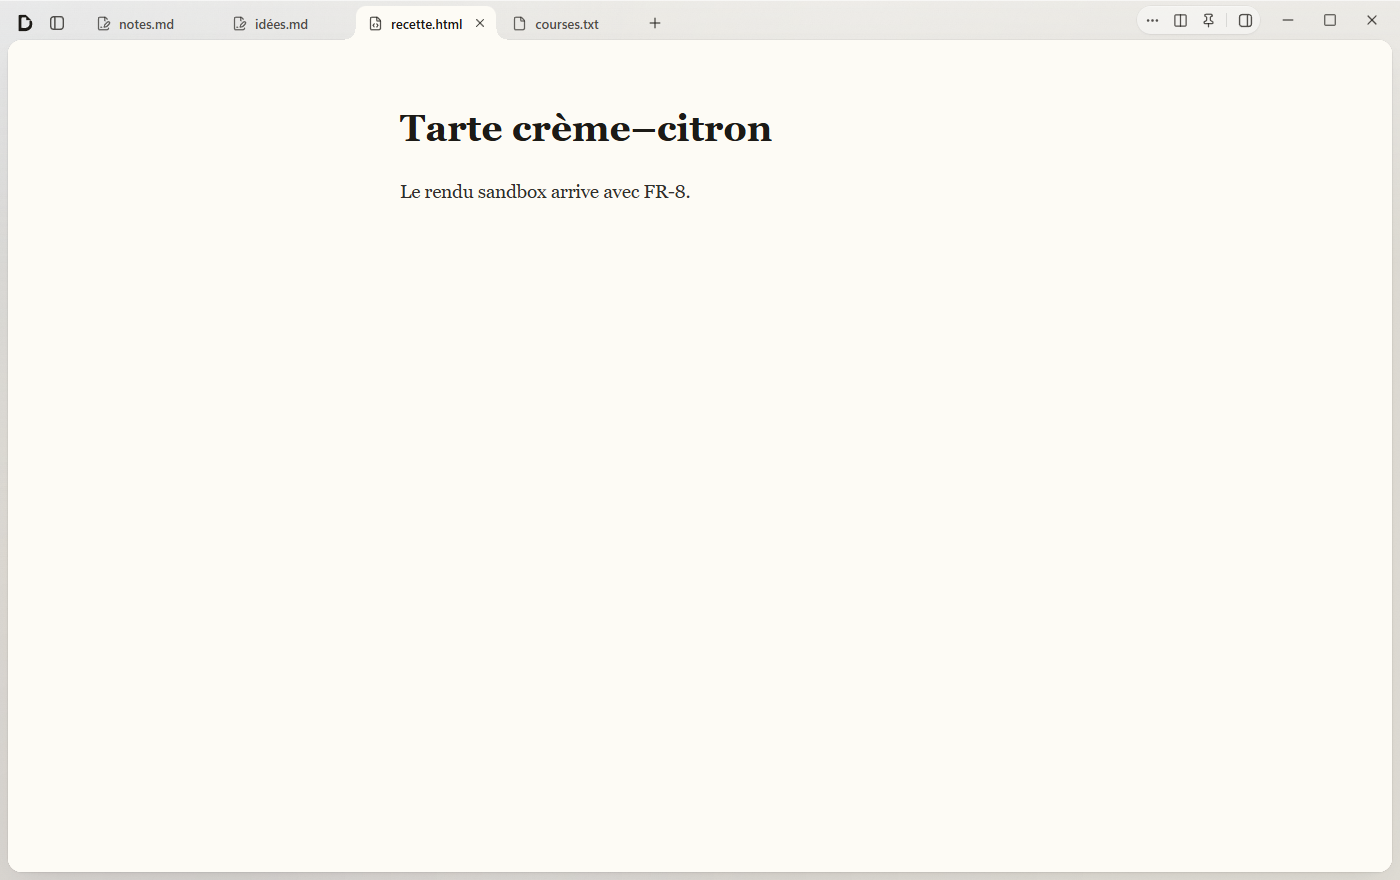 notes.md
idées.md
recette.html
courses.txt
Tarte crème–citron
Le rendu sandbox arrive avec FR-8.